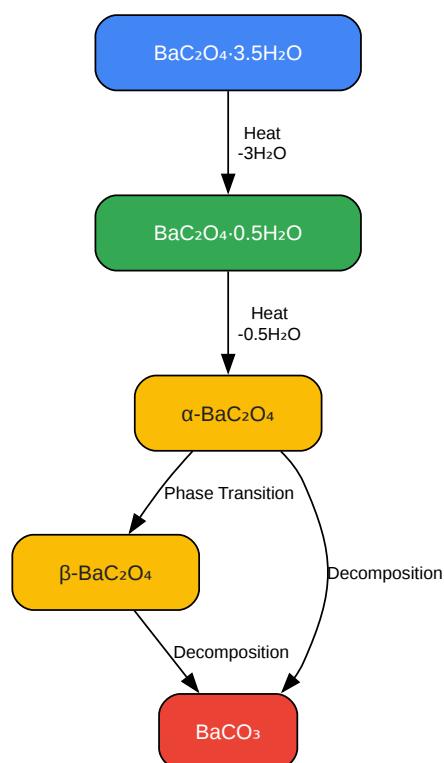 BaC₂O₄·3.5H₂O
Heat
-3H₂O
BaC₂O₄·0.5H₂O
Heat
-0.5H₂O
α-BaC₂O₄
Phase Transition
β-BaC₂O₄
Decomposition
Decomposition
BaCO₃